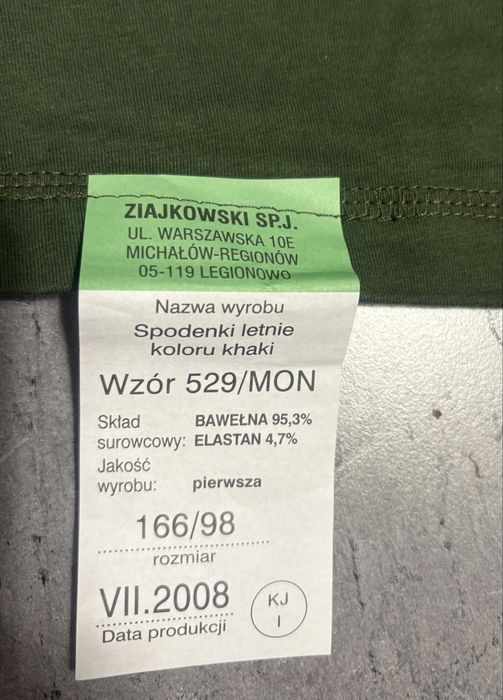 ZIAJKOWSKI SP.J.
UL. WARSZAWSKA 10E
MICHAŁÓW-REGIONÓW
05-119 LEGIONOWO
Nazwa wyrobu
Spodenki letnie
koloru khaki
Wzór 529/MON
Skład BAWEŁNA 95,3%
surowcowy: ELASTAN 4,7%
Jakość
wyrobu: pierwsza
166/98
rozmiar
VII.2008
Data produkcji
KJ
I